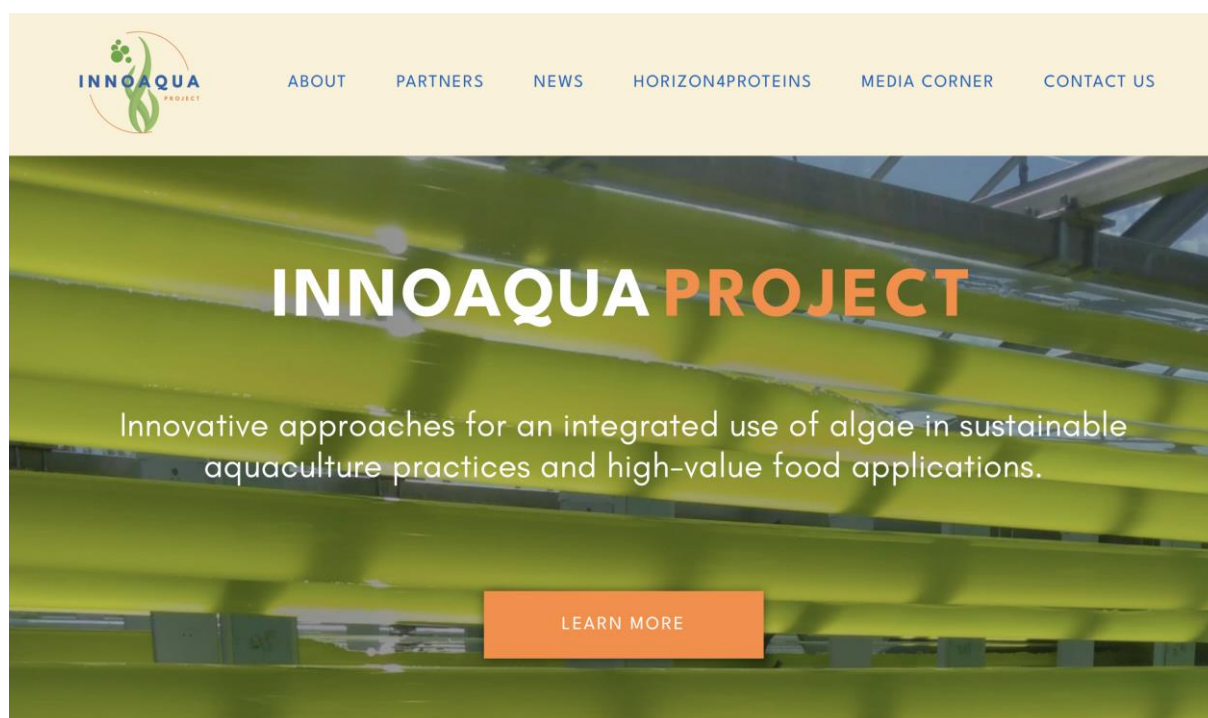 INNOAQUA
PROJECT
ABOUT PARTNERS NEWS HORIZON4PROTEINS MEDIA CORNER CONTACT US
INNOAQUA PROJECT
Innovative approaches for an integrated use of algae in sustainable
aquaculture practices and high-value food applications.
LEARN MORE